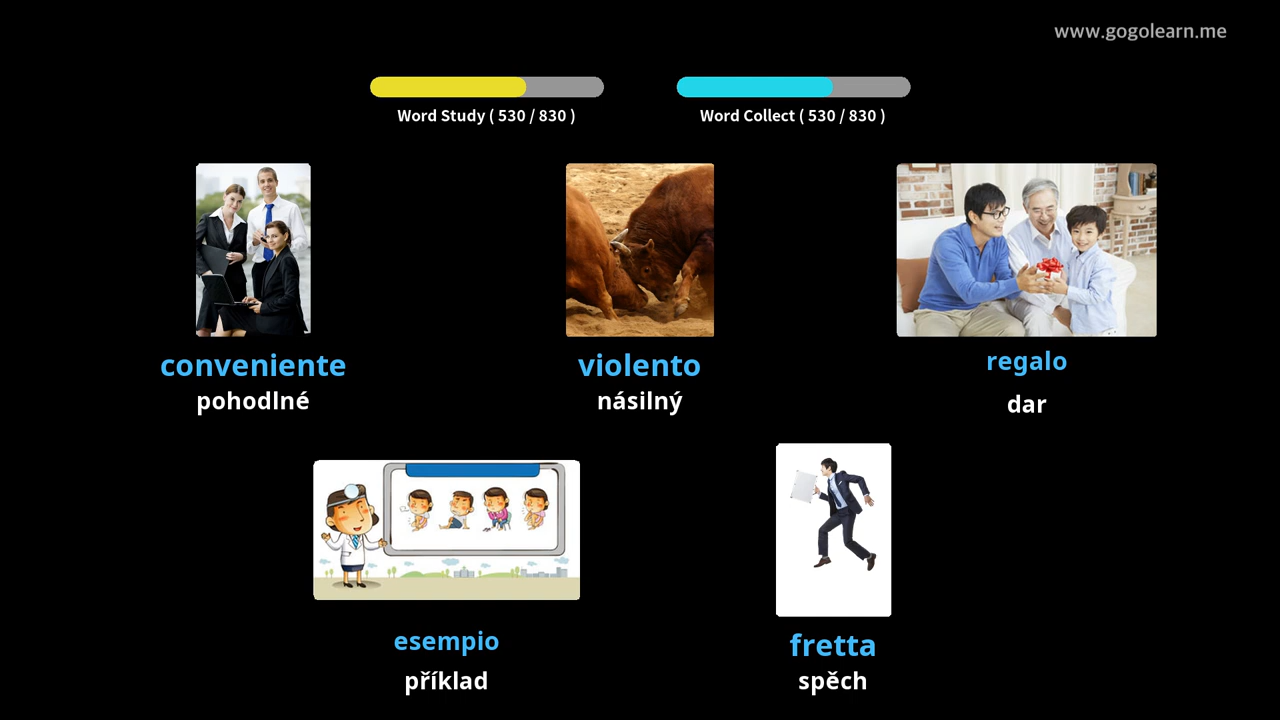 www.gogolearn.me
Word Study ( 530 / 830 )
Word Collect ( 530 / 830 )
conveniente
pohodlné
violento
násilný
regalo
dar
esempio
příklad
fretta
spěch